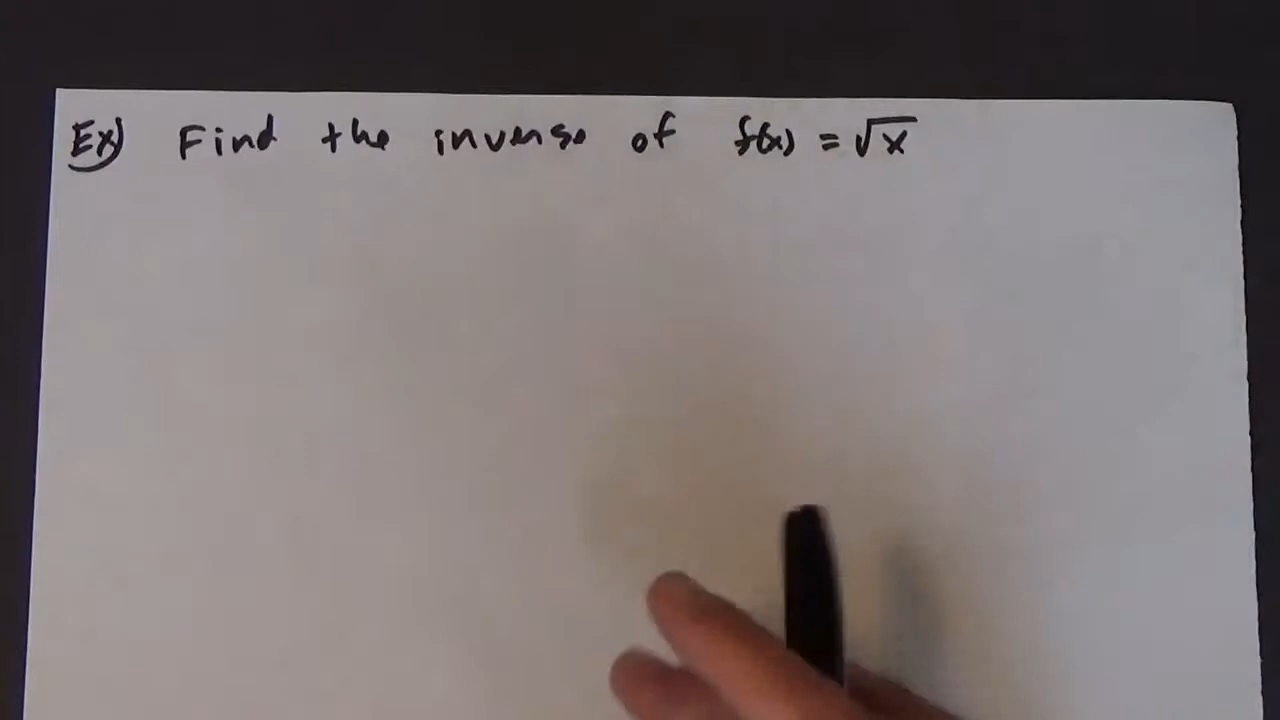 Ex) Find the inverse of f(x) = √x